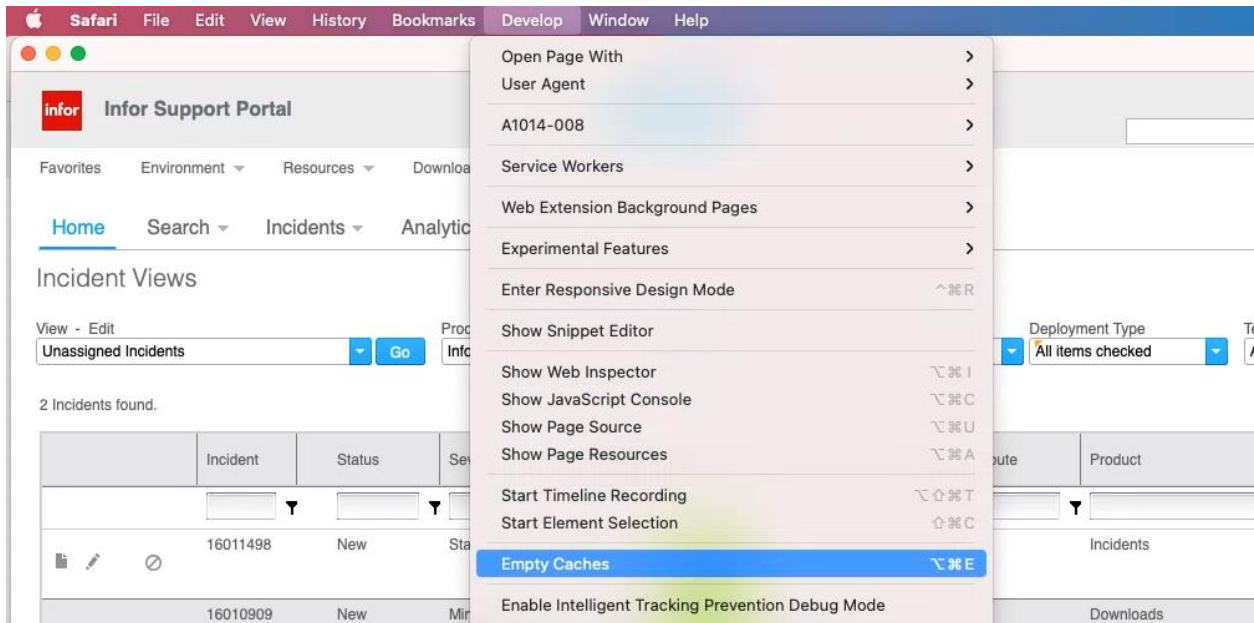 Safari File Edit View History Bookmarks Develop Window Help
Open Page With
User Agent
infor Infor Support Portal
A1014-008
Favorites Environment Resources Downloa
Service Workers
Web Extension Background Pages
Home Search Incidents Analytic
Experimental Features
Incident Views
Enter Responsive Design Mode ^⌘R
View - Edit
Unassigned Incidents Go
Show Snippet Editor
Deployment Type
All items checked
Show Web Inspector ⌥⌘I
Show JavaScript Console ⌥⌘C
2 Incidents found.
Show Page Source ⌥⌘U
Show Page Resources ⌥⌘A
Incident Status Product
Start Timeline Recording ⌥⇧⌘T
Start Element Selection ⇧⌘C
16011498 New Incidents
Empty Caches ⌥⌘E
Enable Intelligent Tracking Prevention Debug Mode
16010909 New Downloads